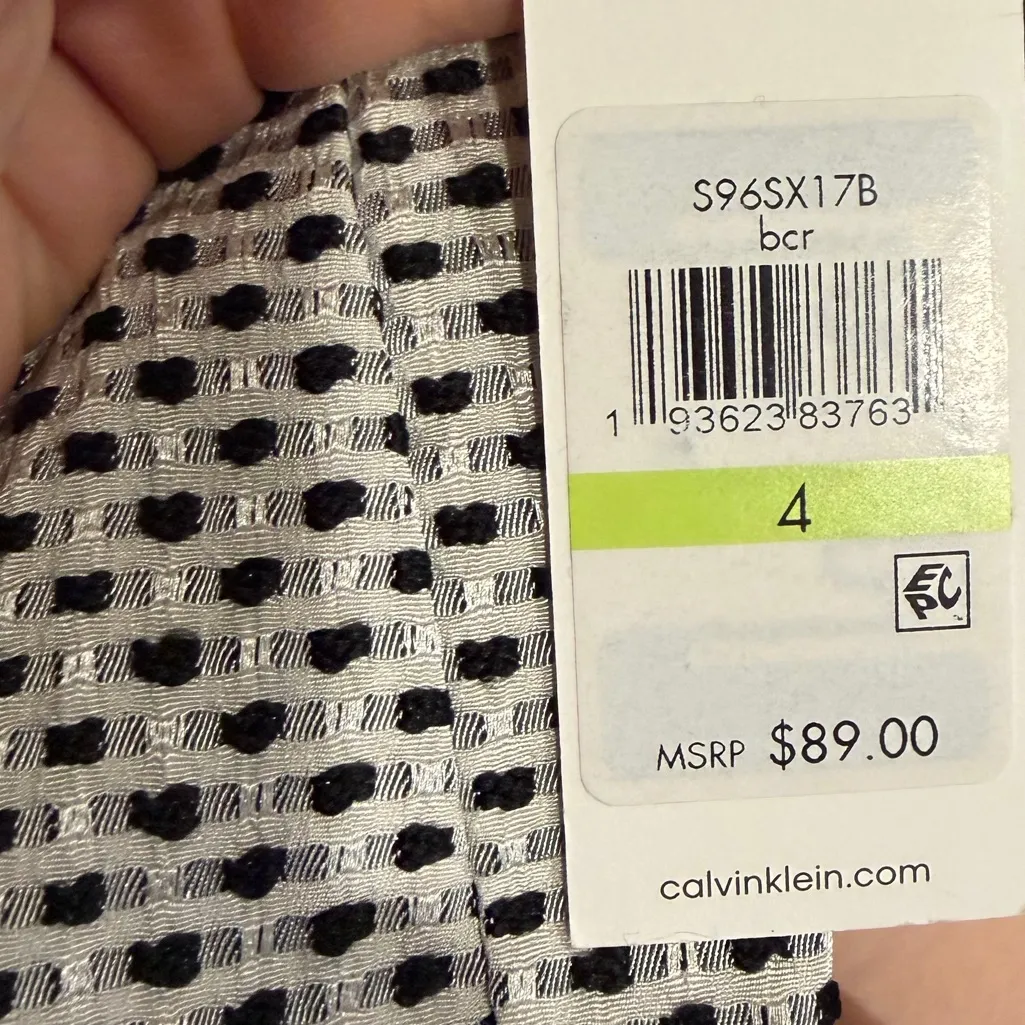 S96SX17B
bcr
1 93623 83763
4
EPC
MSRP $89.00
calvinklein.com